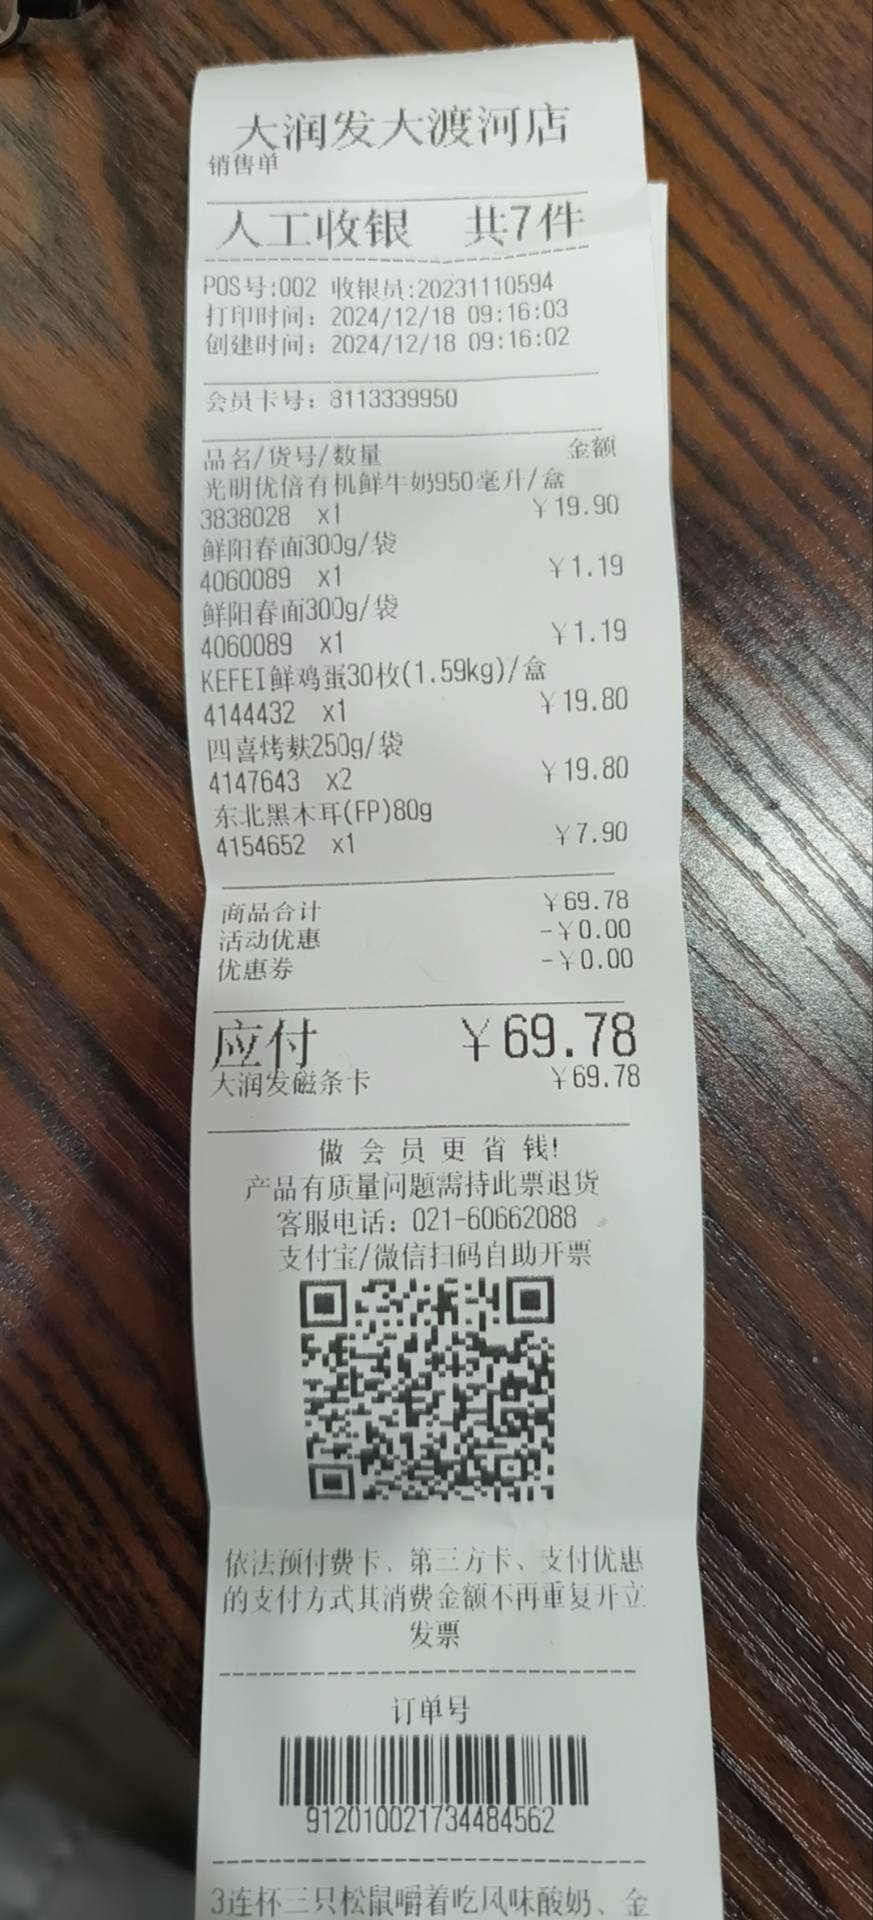 大润发大渡河店
销售单
人工收银 共7件
POS号:002 收银员:20231110594
打印时间: 2024/12/18 09:16:03
创建时间: 2024/12/18 09:16:02
会员卡号: 8113339950
品名/货号/数量 金额
光明优倍有机鲜牛奶950毫升/盒
3838028 x1 ¥19.90
鲜阳春面300g/袋
4060089 x1 ¥1.19
鲜阳春面300g/袋
4060089 x1 ¥1.19
KEFEI鲜鸡蛋30枚(1.59kg)/盒
4144432 x1 ¥19.80
四喜烤麸250g/袋
4147643 x2 ¥19.80
东北黑木耳(FP)80g
4154652 x1 ¥7.90
商品合计 ¥69.78
活动优惠 -¥0.00
优惠券 -¥0.00
应付 ¥69.78
大润发磁条卡 ¥69.78
做会员更省钱!
产品有质量问题需持此票退货
客服电话: 021-60662088
支付宝/微信扫码自助开票
依法预付费卡、第三方卡、支付优惠
的支付方式其消费金额不再重复开立
发票
订单号
912010021734484562
3连杯三只松鼠嚼着吃风味酸奶、金